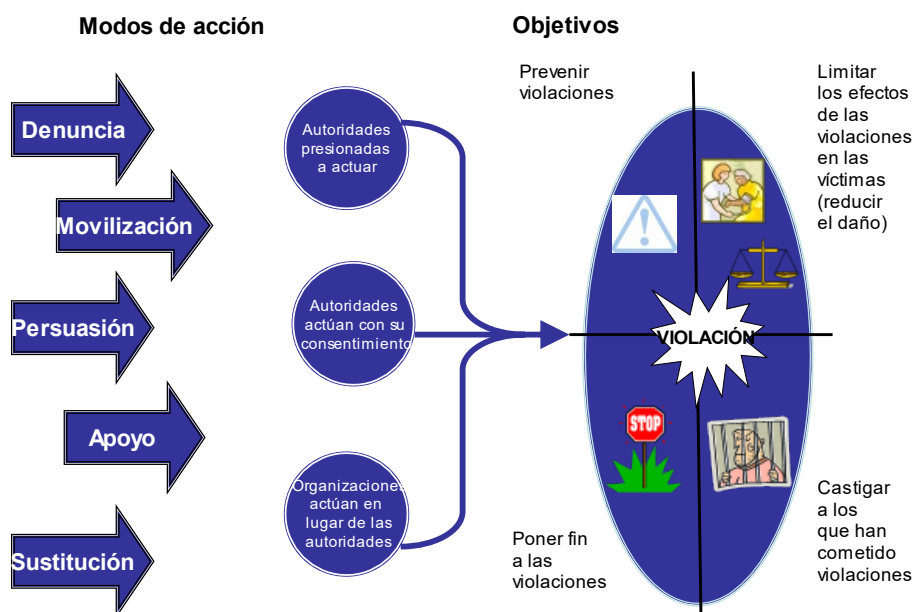 Modos de acción
Objetivos
Denuncia
Movilización
Persuasión
Apoyo
Sustitución
Autoridades
presionadas
a actuar
Autoridades
actúan con su
consentimiento
Organizaciones
actúan en
lugar de las
autoridades
Prevenir
violaciones
Limitar
los efectos
de las
violaciones
en las
víctimas
(reducir
el daño)
VIOLACIÓN
STOP
Poner fin
a las
violaciones
Castigar
a los
que han
cometido
violaciones